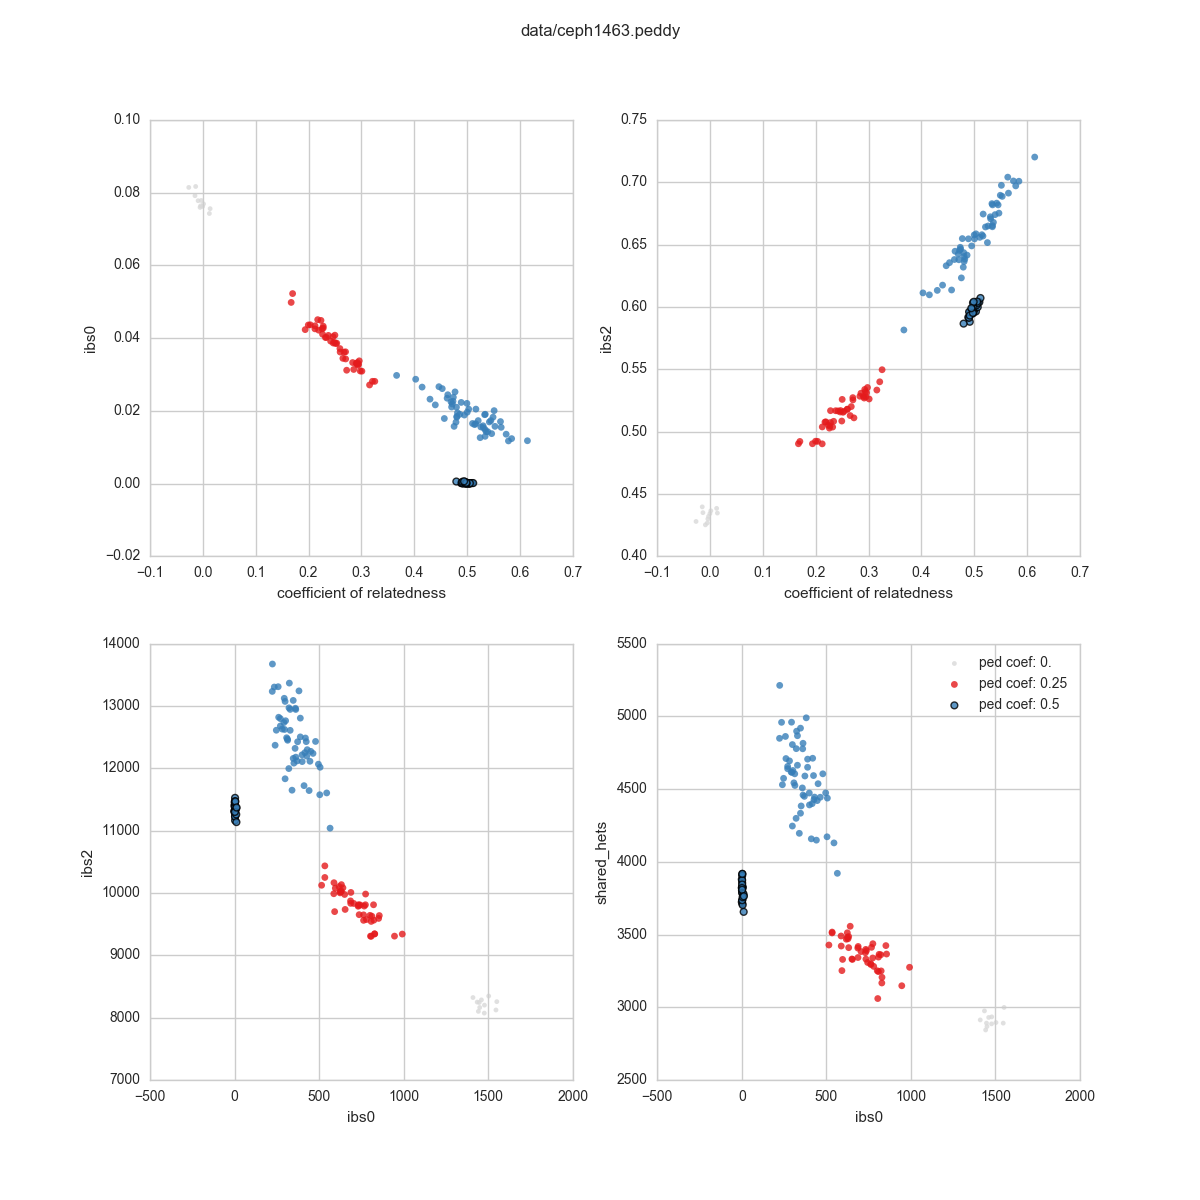 data/ceph1463.peddy
0.10
0.08
0.06
0.04
0.02
0.00
−0.02
ibs0
−0.1 0.0 0.1 0.2 0.3 0.4 0.5 0.6 0.7
coefficient of relatedness
0.75
0.70
0.65
0.60
0.55
0.50
0.45
0.40
ibs2
−0.1 0.0 0.1 0.2 0.3 0.4 0.5 0.6 0.7
coefficient of relatedness
14000
13000
12000
11000
10000
9000
8000
7000
ibs2
−500 0 500 1000 1500 2000
ibs0
5500
5000
4500
4000
3500
3000
2500
shared_hets
−500 0 500 1000 1500 2000
ibs0
ped coef: 0.
ped coef: 0.25
ped coef: 0.5